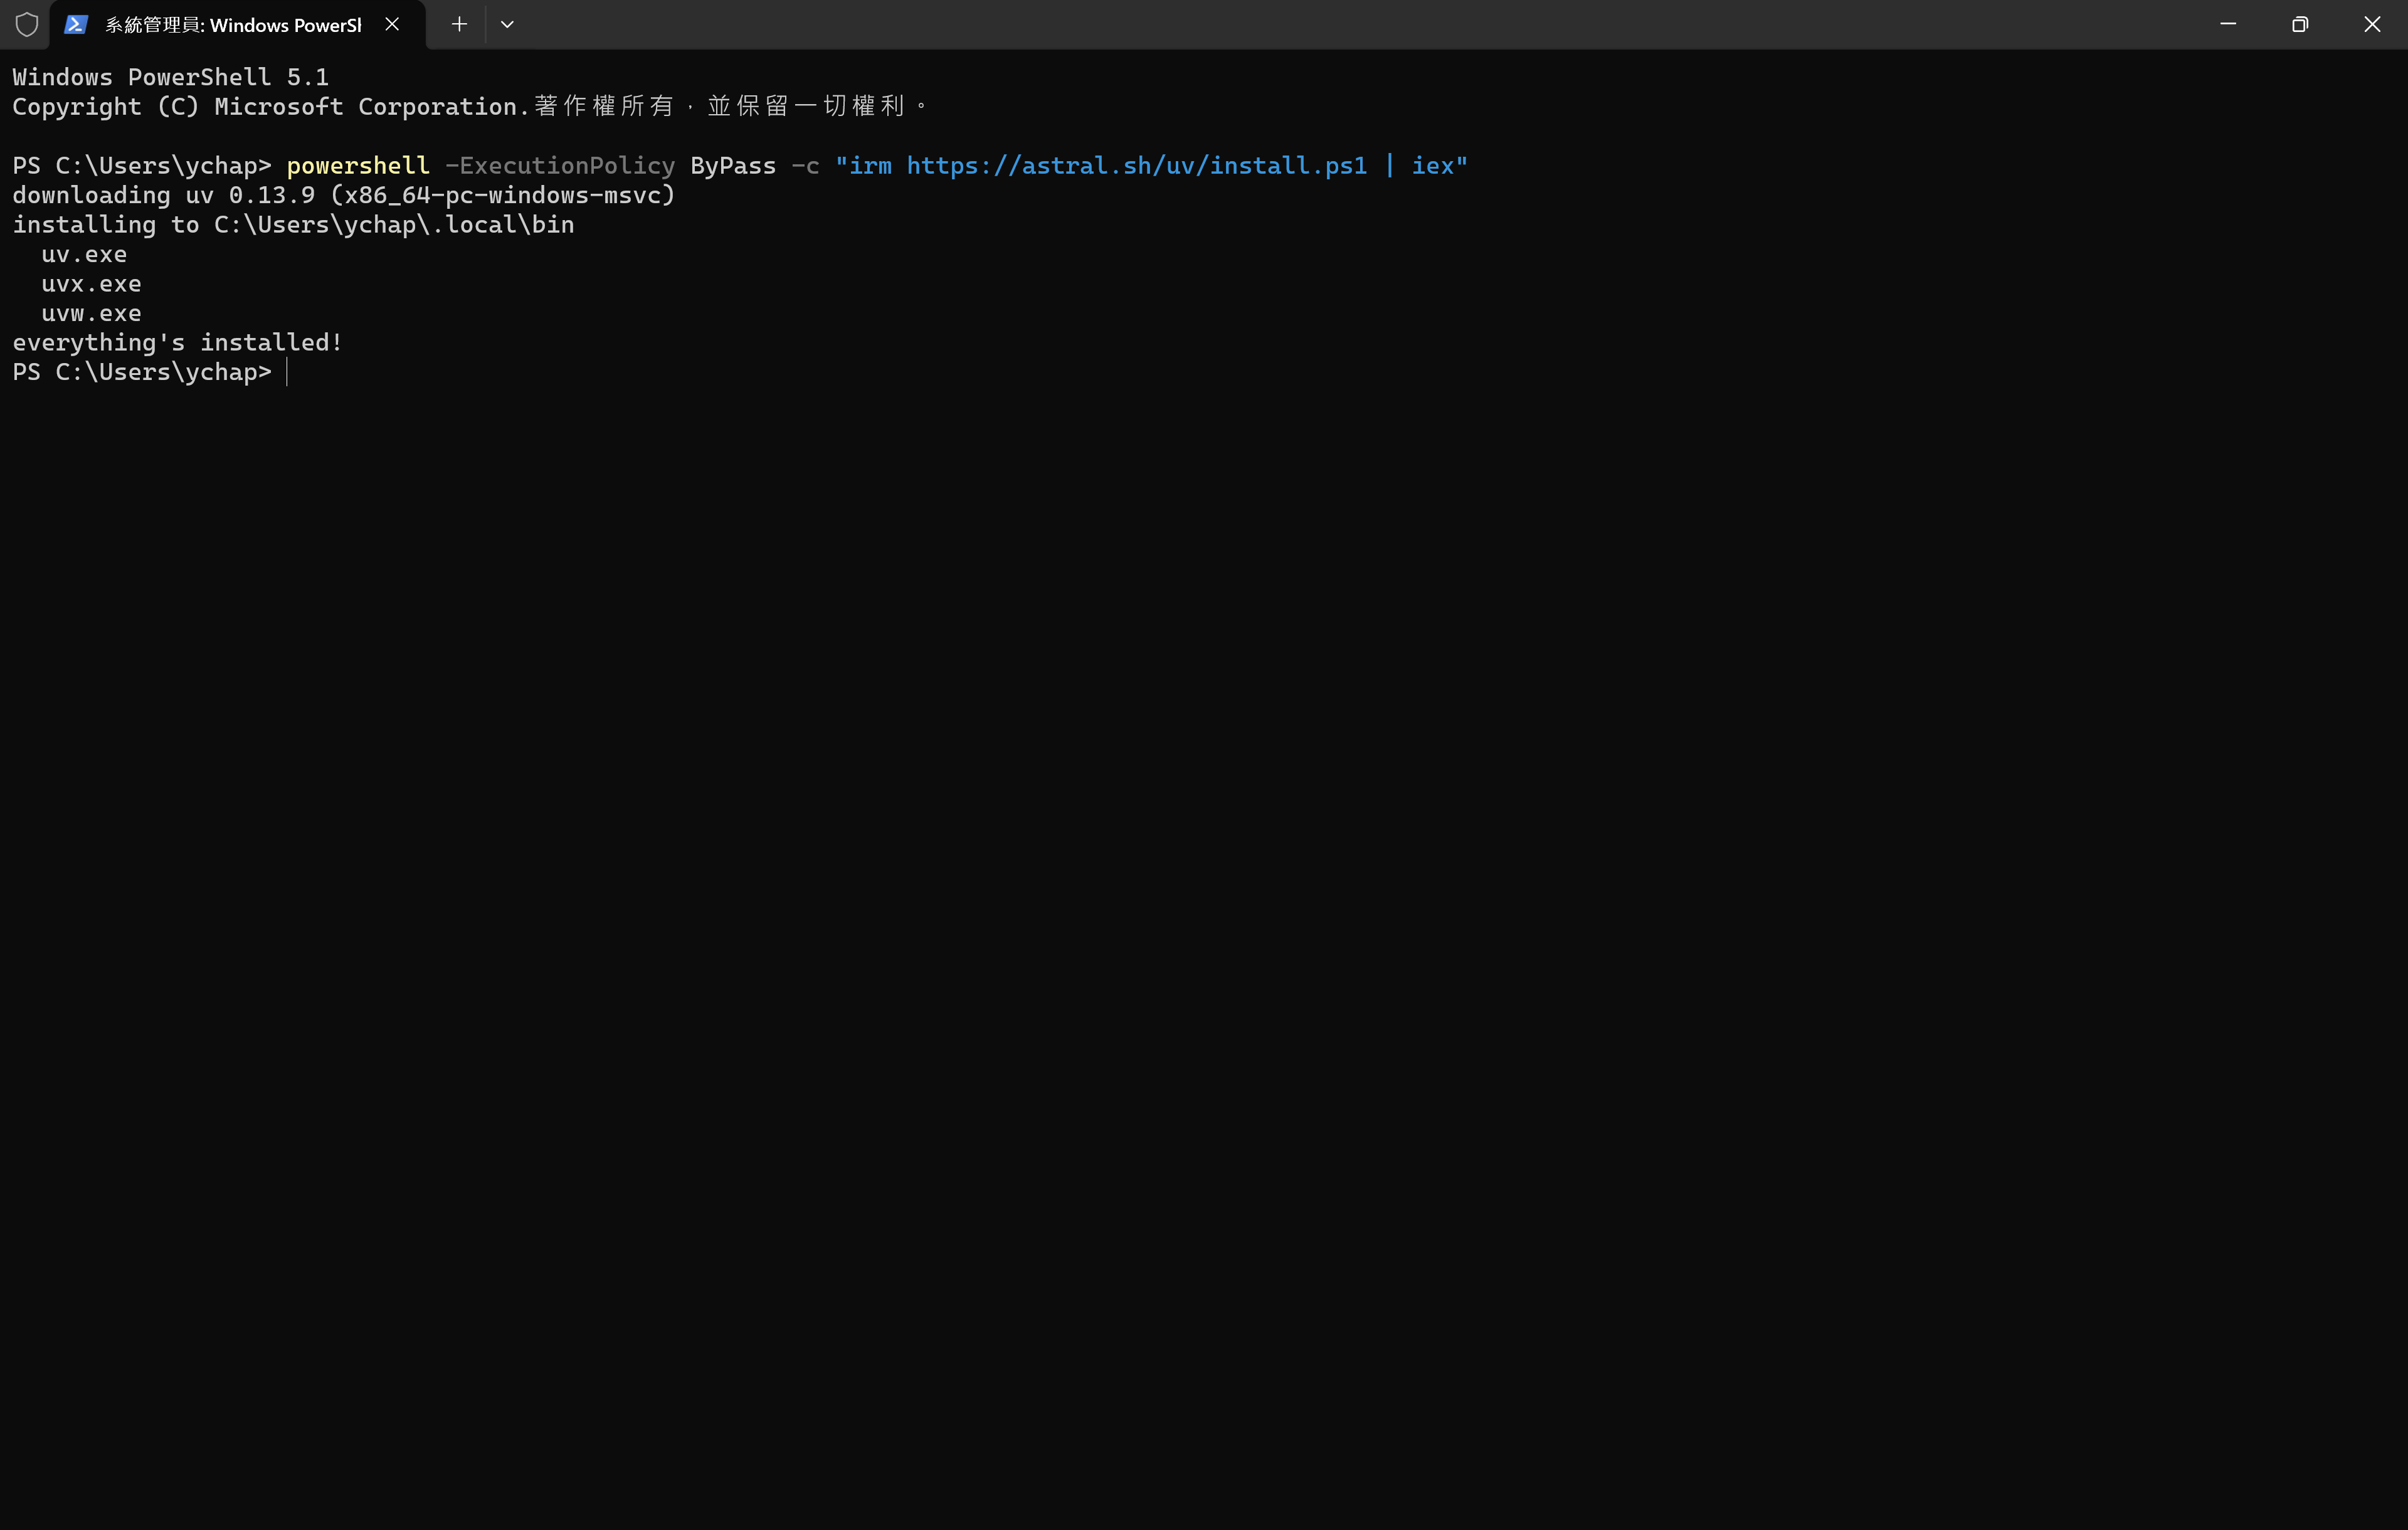 系統管理員: Windows PowerSl
Windows PowerShell 5.1
Copyright (C) Microsoft Corporation.著作權所有，並保留一切權利。
PS C:\Users\ychap> powershell -ExecutionPolicy ByPass -c "irm https://astral.sh/uv/install.ps1 | iex"
downloading uv 0.13.9 (x86_64-pc-windows-msvc)
installing to C:\Users\ychap\.local\bin
  uv.exe
  uvx.exe
  uvw.exe
everything's installed!
PS C:\Users\ychap>